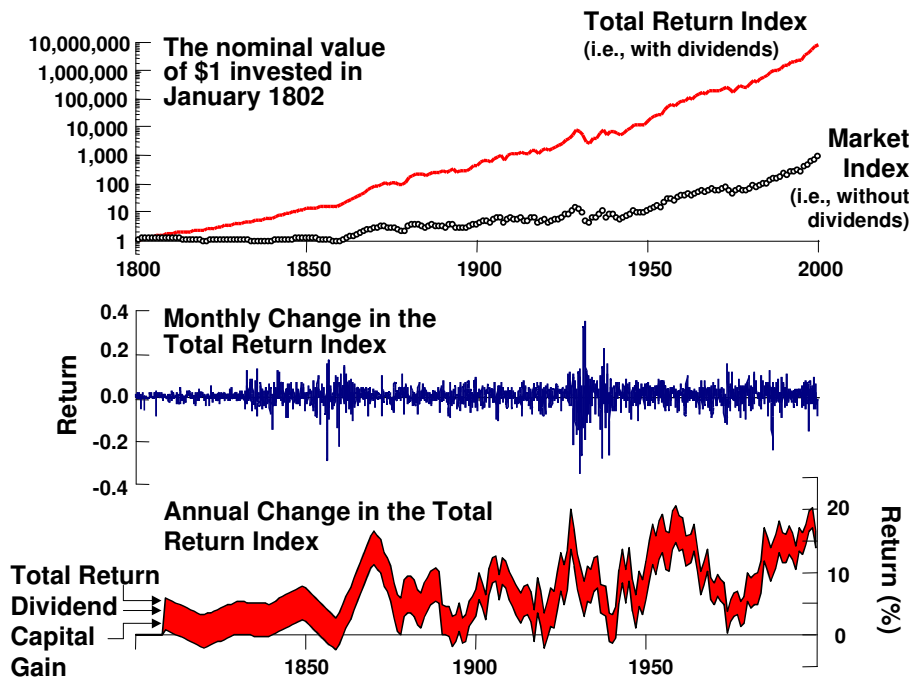 Total Return Index
(i.e., with dividends)
The nominal value
of $1 invested in
January 1802
10,000,000
1,000,000
100,000
10,000
1,000
100
10
1
Market
Index
(i.e., without
dividends)
1800
1850
1900
1950
2000
Monthly Change in the
Total Return Index
Return
0.4
0.2
0.0
-0.2
-0.4
Annual Change in the Total
Return Index
Total Return
Dividend
Capital
Gain
20
10
0
Return (%)
1850
1900
1950